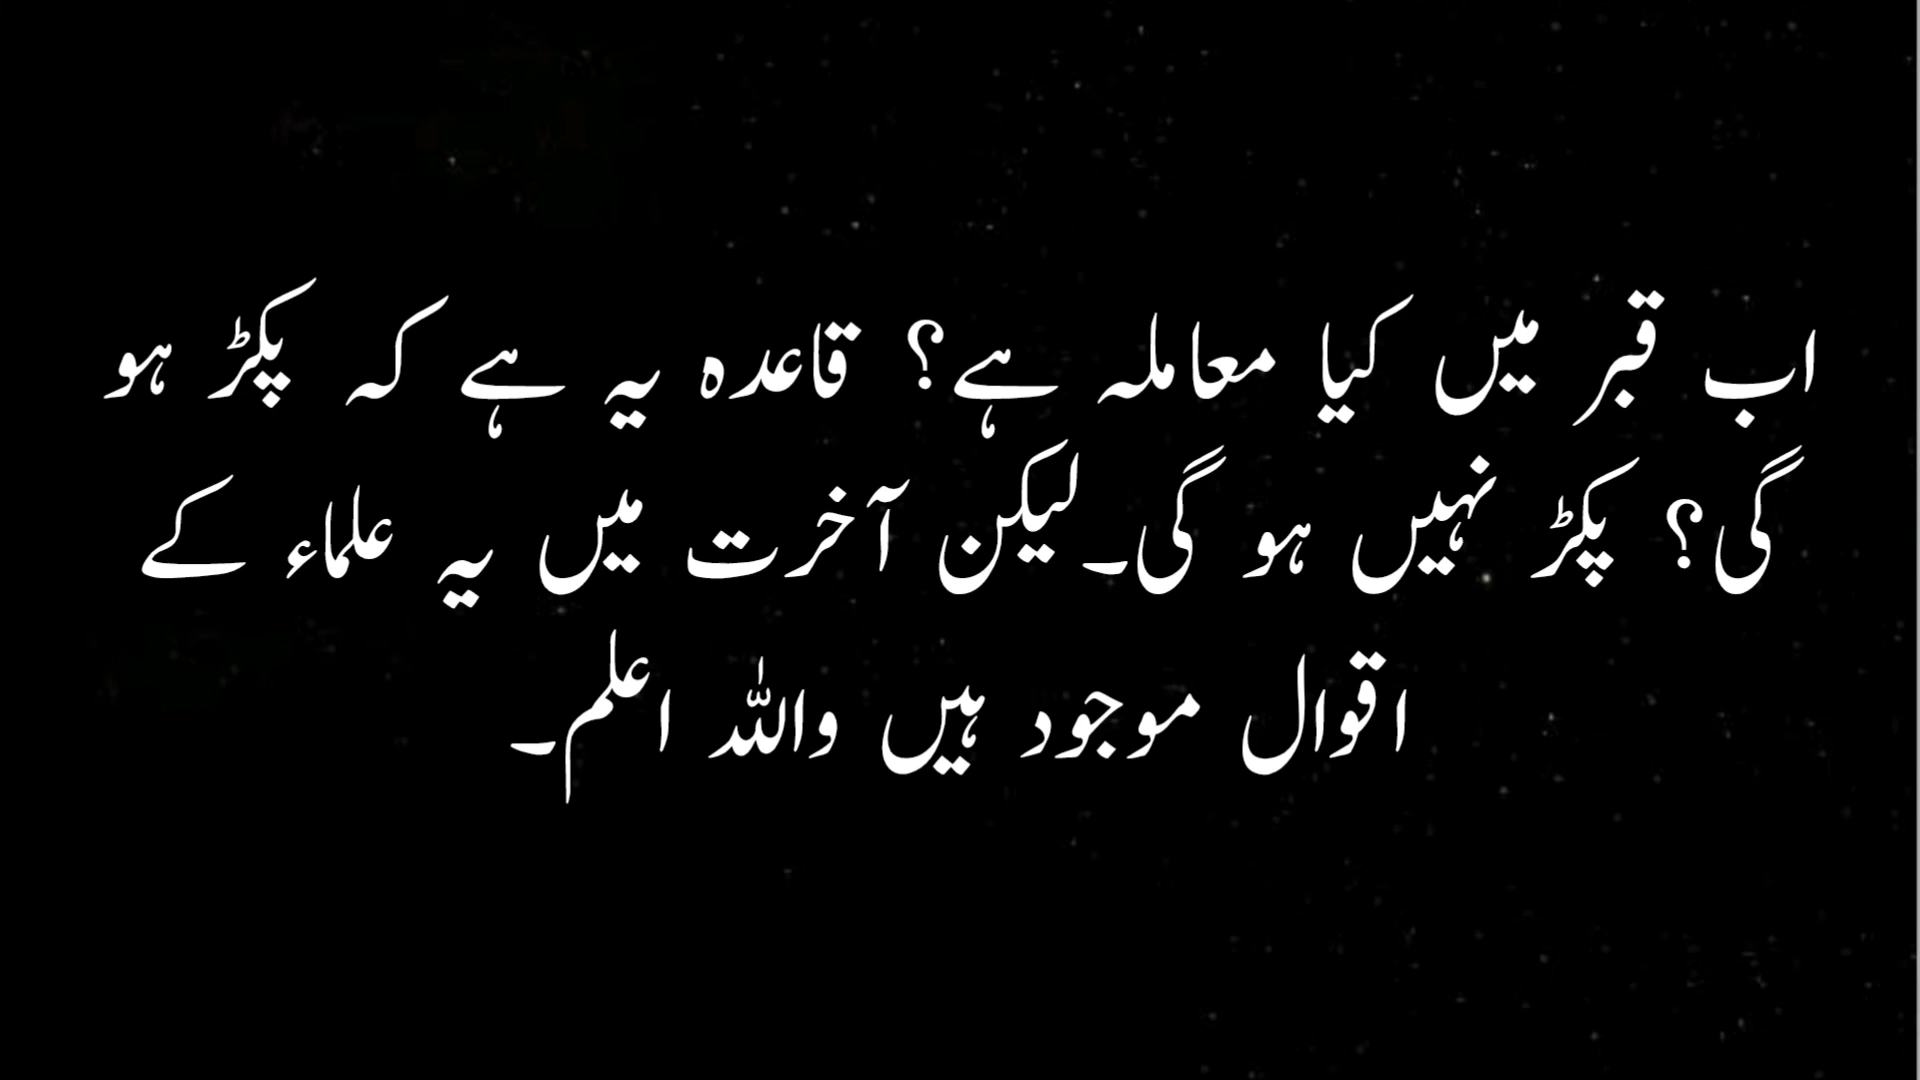 اب قبر میں کیا معاملہ ہے؟ قاعدہ یہ ہے کہ پکڑ ہو
گی؟ پکڑ نہیں ہو گی۔لیکن آخرت میں یہ علماء کے
اقوال موجود ہیں واللہ اعلم۔